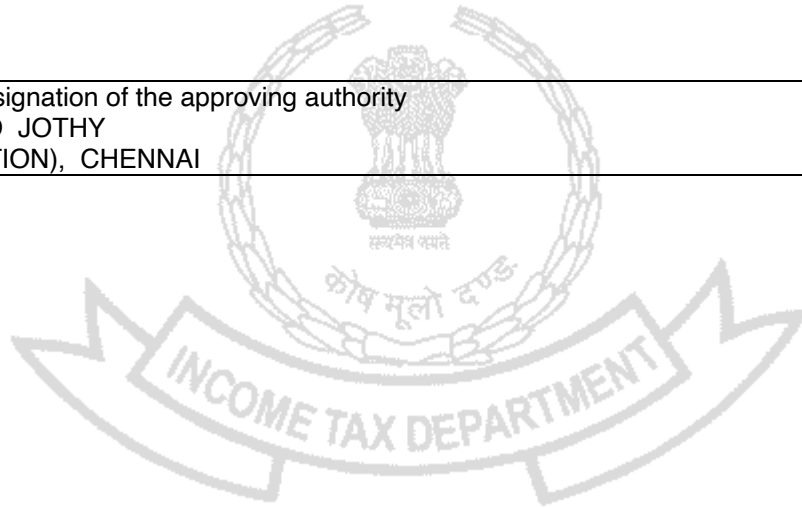 signation of the approving authority
JOTHY
TION), CHENNAI
सत्यमेव जयते
कोष मूलो दण्ड:
INCOME TAX DEPARTMENT